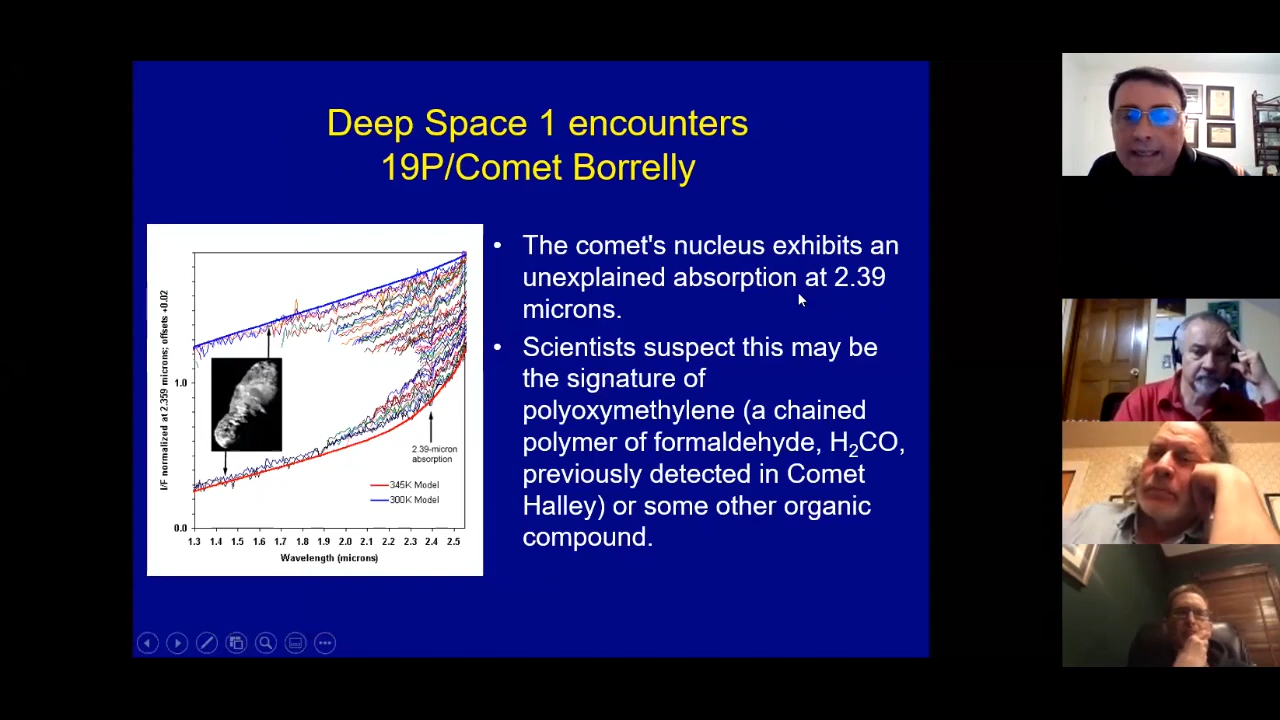 Deep Space 1 encounters
19P/Comet Borrelly
• The comet's nucleus exhibits an
unexplained absorption at 2.39
microns.
• Scientists suspect this may be
the signature of
polyoxymethylene (a chained
polymer of formaldehyde, H₂CO,
previously detected in Comet
Halley) or some other organic
compound.
I/F normalized at 2.359 microns; offsets +0.02
1.0
0.0
2.39-micron
absorption
345K Model
300K Model
1.3 1.4 1.5 1.6 1.7 1.8 1.9 2.0 2.1 2.2 2.3 2.4 2.5
Wavelength (microns)